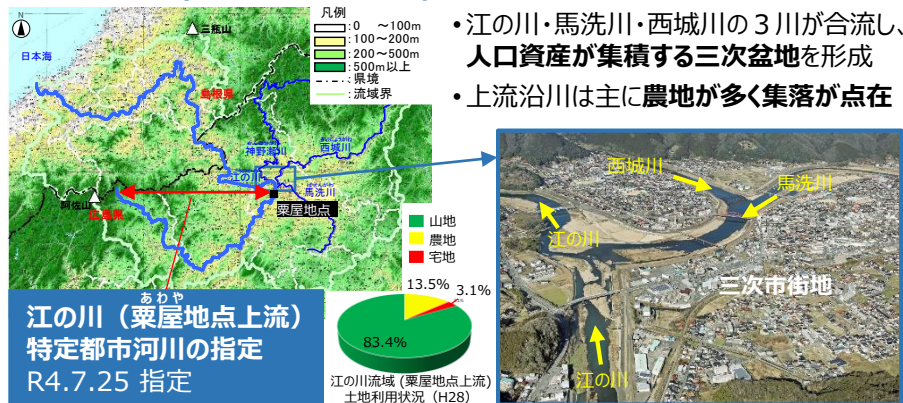 凡例
:0 ～100m
:100～200m
:200～500m
:500m以上
:県境
:流域界
三瓶山
日本海
島根県
神野瀬川
西城川
江の川
馬洗川
阿佐山
広島県
粟屋地点
あわや
江の川（粟屋地点上流）
特定都市河川の指定
R4.7.25 指定
山地
農地
宅地
13.5%
3.1%
83.4%
江の川流域 (粟屋地点上流)
土地利用状況（H28）
•江の川・馬洗川・西城川の３川が合流し、
人口資産が集積する三次盆地を形成
•上流沿川は主に農地が多く集落が点在
西城川
馬洗川
江の川
三次市街地
江の川